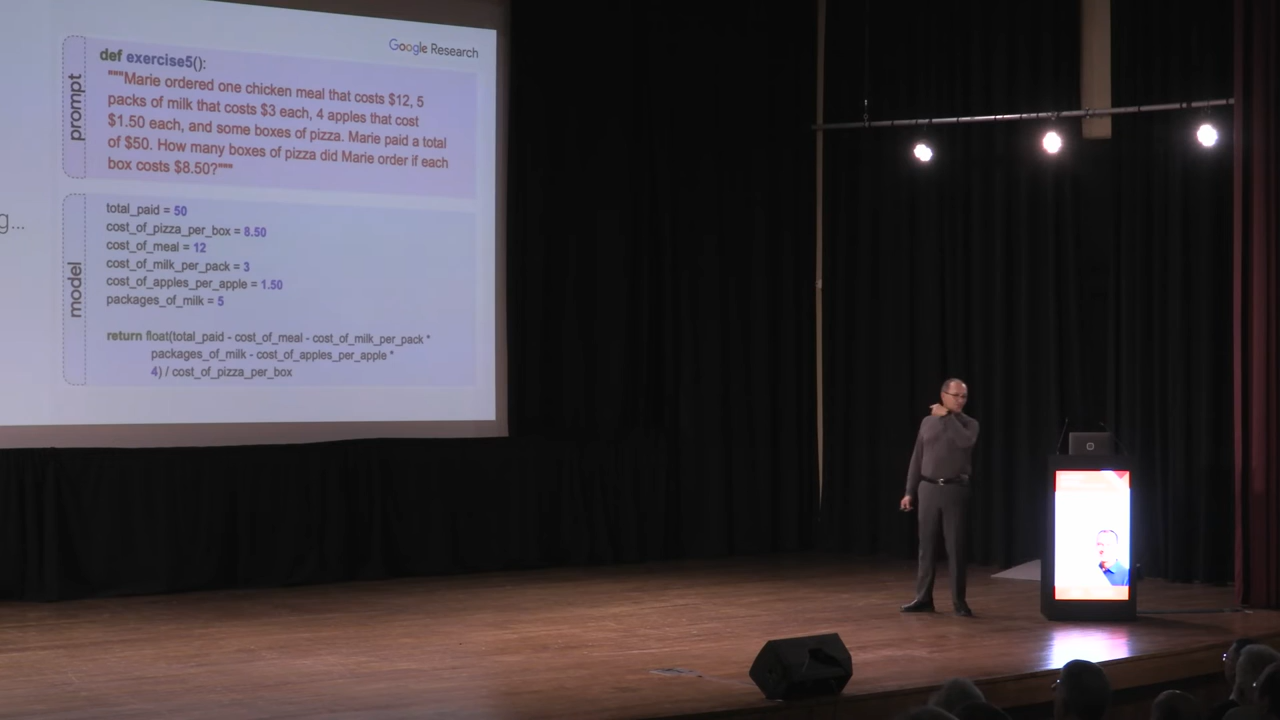 Google Research
prompt
def exercise5():
"""Marie ordered one chicken meal that costs $12, 5
packs of milk that costs $3 each, 4 apples that cost
$1.50 each, and some boxes of pizza. Marie paid a total
of $50. How many boxes of pizza did Marie order if each
box costs $8.50?"""
g...
model
total_paid = 50
cost_of_pizza_per_box = 8.50
cost_of_meal = 12
cost_of_milk_per_pack = 3
cost_of_apples_per_apple = 1.50
packages_of_milk = 5
return float(total_paid - cost_of_meal - cost_of_milk_per_pack *
packages_of_milk - cost_of_apples_per_apple *
4) / cost_of_pizza_per_box